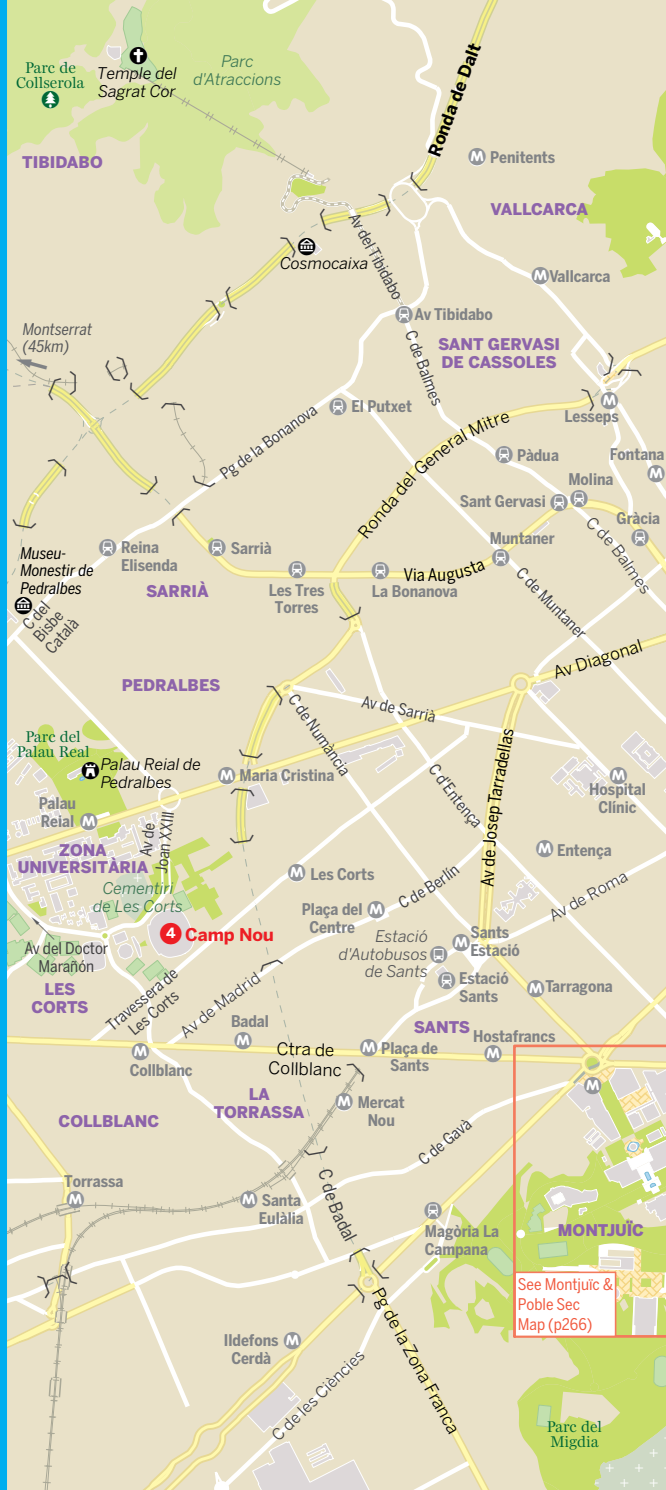 Ronda de Dalt
Parc de
Collserola
Temple del
Sagrat Cor
Parc
d'Atraccions
TIBIDABO
M Penitents
VALLCARCA
Av del Tibidabo
Cosmocaixa
M Vallcarca
Montserrat
(45km)
Av Tibidabo
SANT GERVASI
DE CASSOLES
C de Balmes
El Putxet
M
Lesseps
Pg de la Bonanova
Ronda del General Mitre
Pàdua
Fontana
M
Molina
Sant Gervasi
Gràcia
C de Balmes
Muntaner
Reina
Elisenda
Sarrià
Museu-
Monestir de
Pedralbes
SARRIÀ
Les Tres
Torres
La Bonanova
Via Augusta
C de Muntaner
C del
Bisbe
Català
Av Diagonal
PEDRALBES
C de Numància
Av de Sarrià
Parc del
Palau Real
Palau Reial de
Pedralbes
M Maria Cristina
C d'Entença
Av de Josep Tarradellas
M
Hospital
Clínic
Palau
Reial M
Av de
Joan XXIII
ZONA
UNIVERSITÀRIA
M Entença
M Les Corts
C de Berlín
Av de Roma
Cementiri
de Les Corts
Plaça del
Centre M
4 Camp Nou
Estació
d'Autobusos
de Sants
M Sants
Estació
Av del Doctor
Marañón
Estació
Sants
M Tarragona
LES
CORTS
Travessera de
Les Corts
Av de Madrid
Badal
M
SANTS
Hostafrancs
M
M
Collblanc
Ctra de
Collblanc
M Plaça de
Sants
M
LA
TORRASSA
M Mercat
Nou
COLLBLANC
C de Gavà
Torrassa
M
M Santa
Eulàlia
C de Badal
Magòria La
Campana
MONTJUÏC
See Montjuïc &
Poble Sec
Map (p266)
Pg de la Zona Franca
Ildefons M
Cerdà
C de les Ciències
Parc del
Migdia